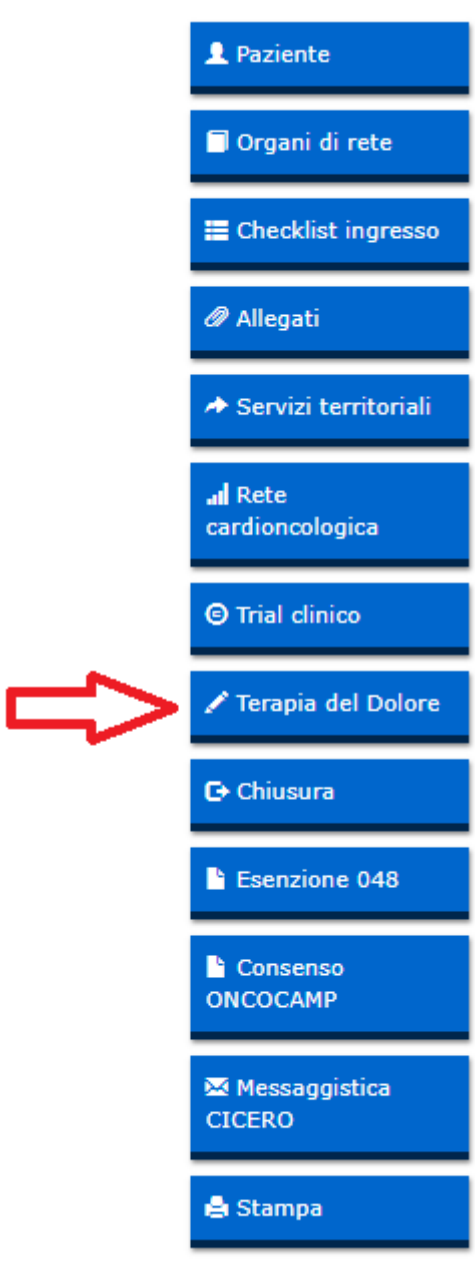 Paziente
Organi di rete
Checklist ingresso
Allegati
Servizi territoriali
Rete
cardioncologica
Trial clinico
Terapia del Dolore
Chiusura
Esenzione 048
Consenso
ONCOCAMP
Messaggistica
CICERO
Stampa